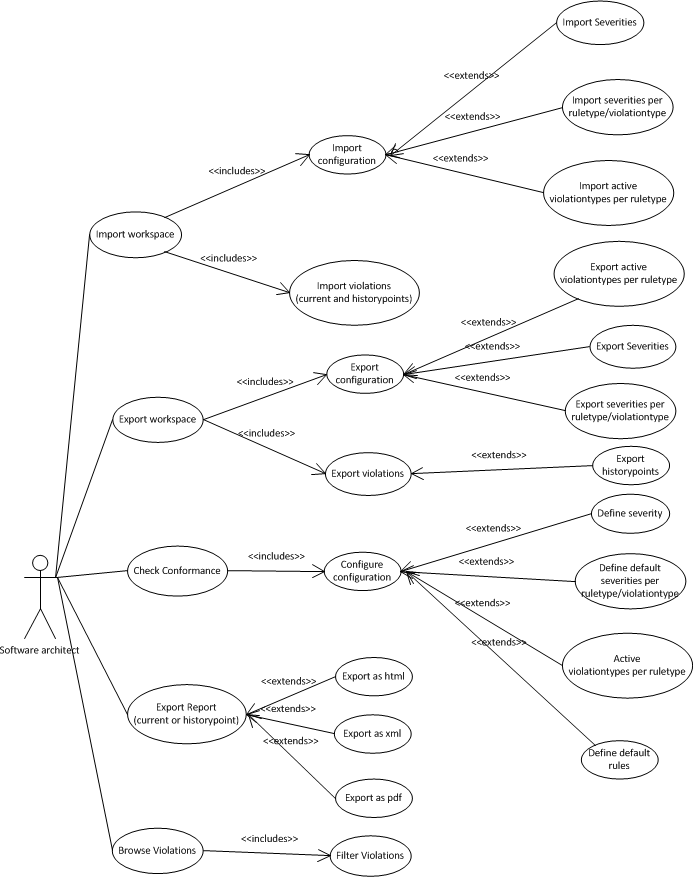 Import Severities
<<extends>>
Import severities per
ruletype/violationtype
<<extends>>
Import
configuration
<<extends>>
<<includes>>
Import active
violationtypes per ruletype
Import workspace
<<includes>>
Import violations
(current and historypoints)
Export active
violationtypes per ruletype
<<extends>>
<<extends>>
Export Severities
Export
configuration
<<includes>>
<<extends>>
Export severities per
ruletype/violationtype
Export workspace
<<includes>>
Export violations
<<extends>>
Export
historypoints
Define severity
<<extends>>
Check Conformance
<<includes>>
Configure
configuration
<<extends>>
Define default
severities per
ruletype/violationtype
<<extends>>
Software architect
<<extends>>
Active
violationtypes per ruletype
Export Report
(current or historypoint)
<<extends>>
Export as html
<<extends>>
Export as xml
<<extends>>
Export as pdf
Define default
rules
Browse Violations
<<includes>>
Filter Violations